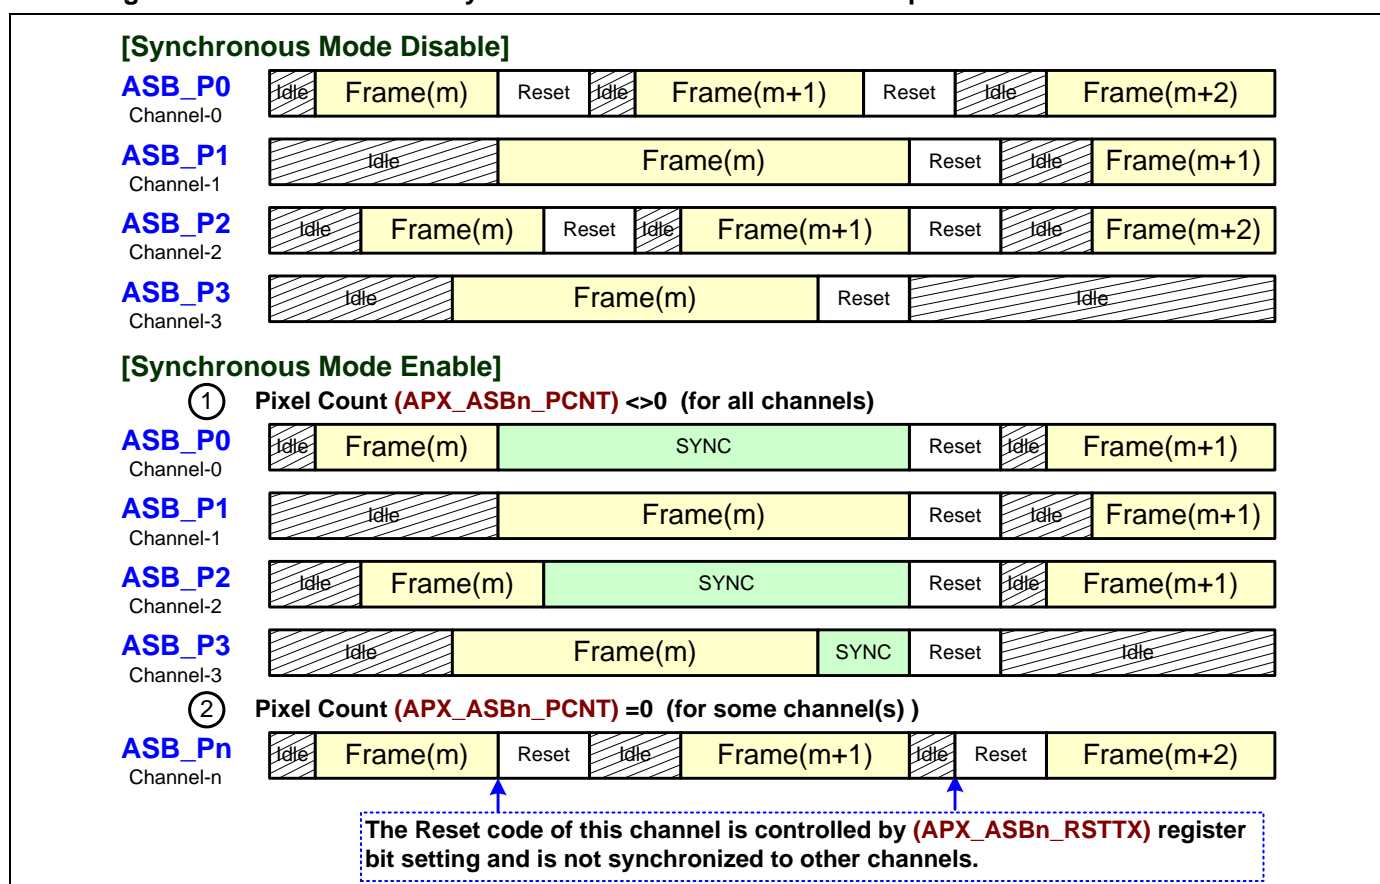 [Synchronous Mode Disable]
ASB_P0 Idle Frame(m) Reset Idle Frame(m+1) Reset Idle Frame(m+2)
Channel-0
ASB_P1 Idle Frame(m) Reset Idle Frame(m+1)
Channel-1
ASB_P2 Idle Frame(m) Reset Idle Frame(m+1) Reset Idle Frame(m+2)
Channel-2
ASB_P3 Idle Frame(m) Reset Idle
Channel-3
[Synchronous Mode Enable]
1 Pixel Count (APX_ASBn_PCNT) <>0 (for all channels)
ASB_P0 Idle Frame(m) SYNC Reset Idle Frame(m+1)
Channel-0
ASB_P1 Idle Frame(m) Reset Idle Frame(m+1)
Channel-1
ASB_P2 Idle Frame(m) SYNC Reset Idle Frame(m+1)
Channel-2
ASB_P3 Idle Frame(m) SYNC Reset Idle
Channel-3
2 Pixel Count (APX_ASBn_PCNT) =0 (for some channel(s) )
ASB_Pn Idle Frame(m) Reset Idle Frame(m+1) Idle Reset Frame(m+2)
Channel-n
The Reset code of this channel is controlled by (APX_ASBn_RSTTX) register
bit setting and is not synchronized to other channels.